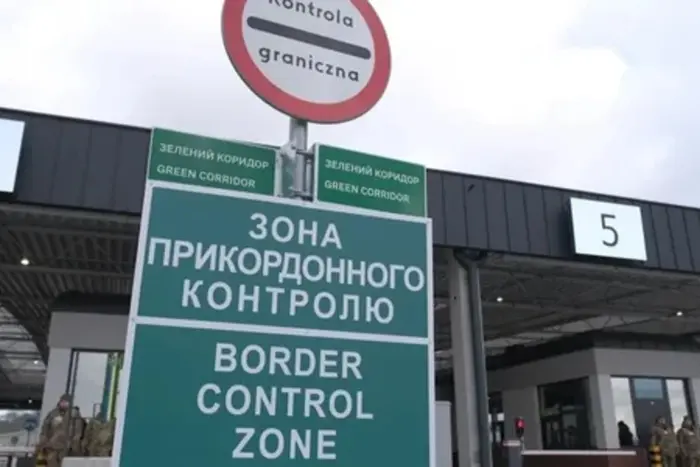 Kontrola
graniczna
ЗЕЛЕНИЙ КОРИДОР
GREEN CORRIDOR
ЗЕЛЕНИЙ КОРИДОР
GREEN CORRIDOR
ЗОНА
ПРИКОРДОННОГО
КОНТРОЛЮ
BORDER
CONTROL
ZONE
5